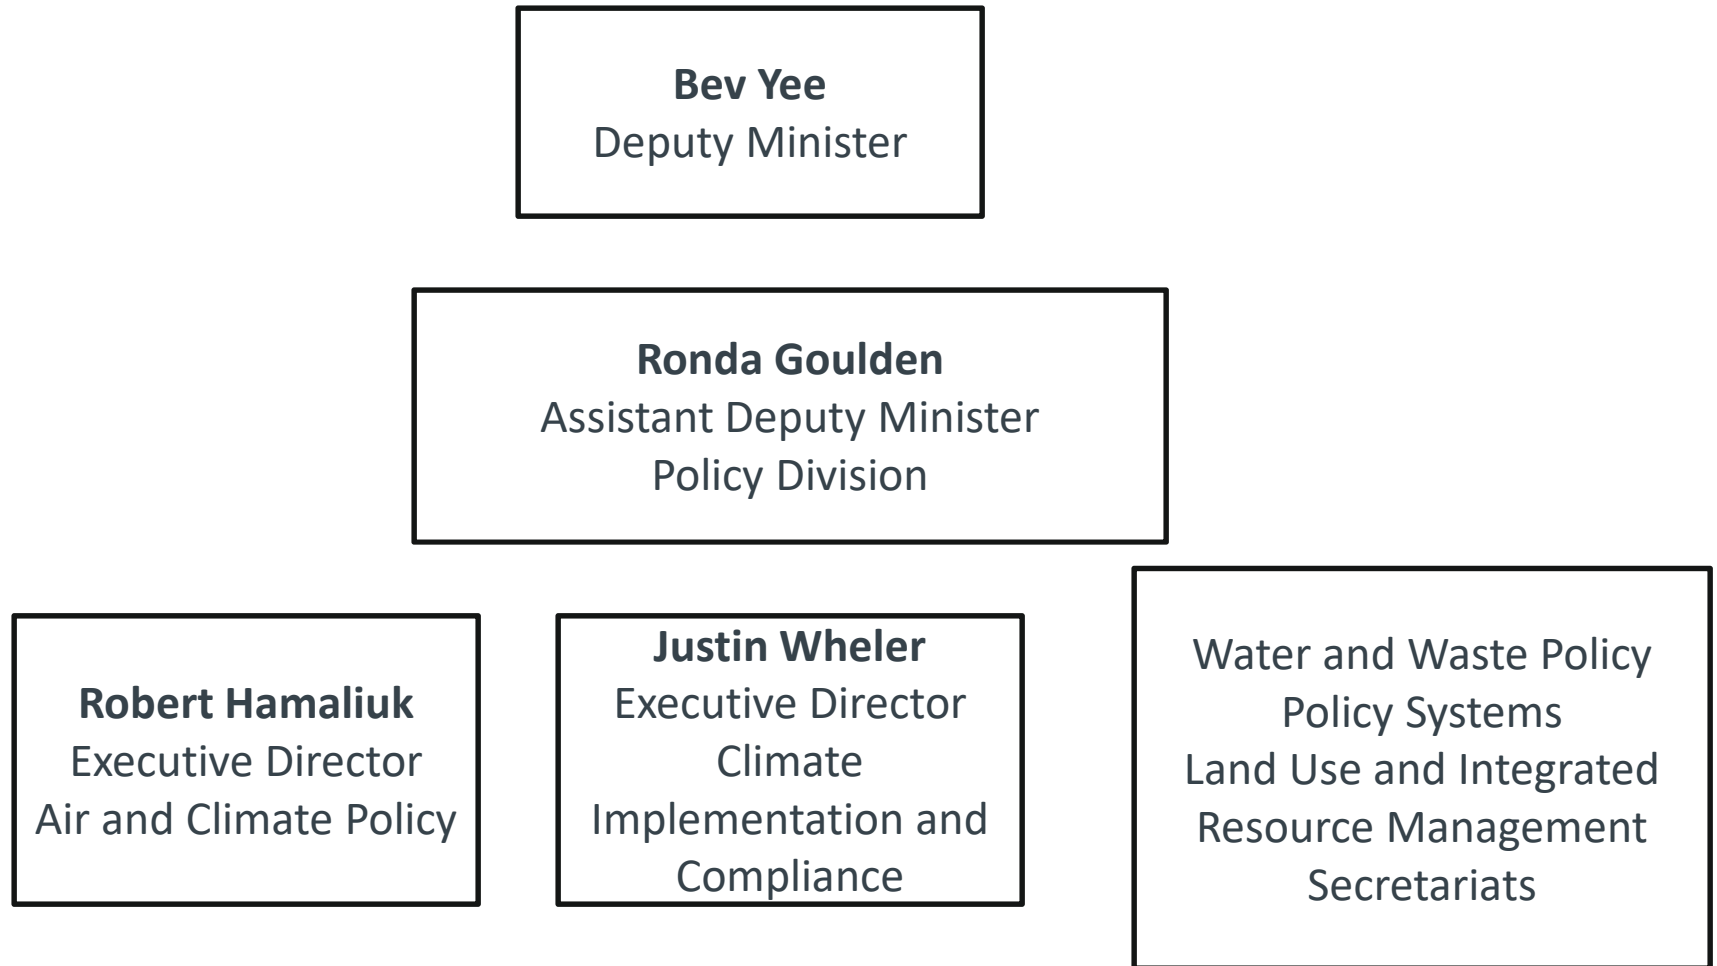 Bev Yee
Deputy Minister
Ronda Goulden
Assistant Deputy Minister
Policy Division
Robert Hamaliuk
Executive Director
Air and Climate Policy
Justin Wheler
Executive Director
Climate
Implementation and
Compliance
Water and Waste Policy
Policy Systems
Land Use and Integrated
Resource Management
Secretariats